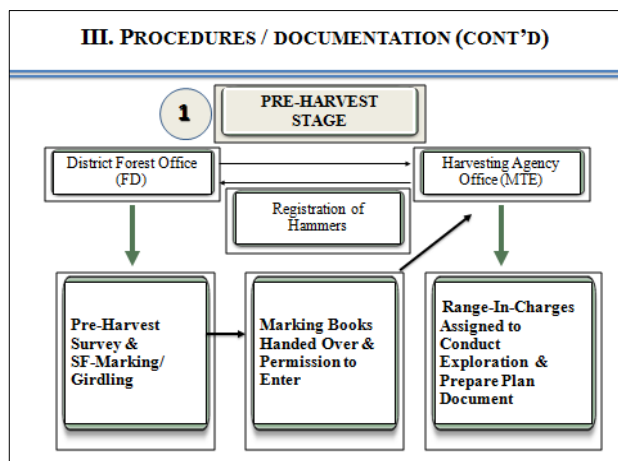 III. PROCEDURES / DOCUMENTATION (CONT'D)
1
PRE-HARVEST
STAGE
District Forest Office
(FD)
Harvesting Agency
Office (MTE)
Registration of
Hammers
Pre-Harvest
Survey &
SF-Marking/
Girdling
Marking Books
Handed Over &
Permission to
Enter
Range-In-Charges
Assigned to
Conduct
Exploration &
Prepare Plan
Document